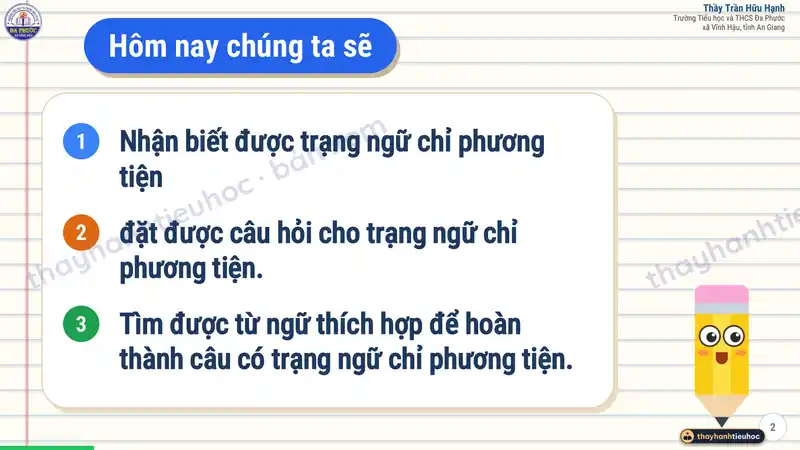 Thầy Trần Hữu Hạnh
Trường Tiểu học và THCS Đa Phước
xã Vĩnh Hậu, tỉnh An Giang
ĐA PHƯỚC
Hôm nay chúng ta sẽ
1 Nhận biết được trạng ngữ chỉ phương
tiện
2 đặt được câu hỏi cho trạng ngữ chỉ
phương tiện.
3 Tìm được từ ngữ thích hợp để hoàn
thành câu có trạng ngữ chỉ phương tiện.
thayhanhtieuhoc
2